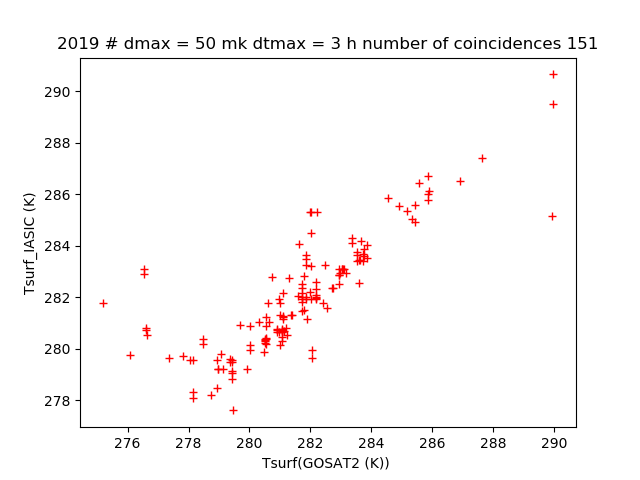 2019 # dmax = 50 mk dtmax = 3 h number of coincidences 151
Tsurf_IASIC (K)
290
288
286
284
282
280
278
276 278 280 282 284 286 288 290
Tsurf(GOSAT2 (K))